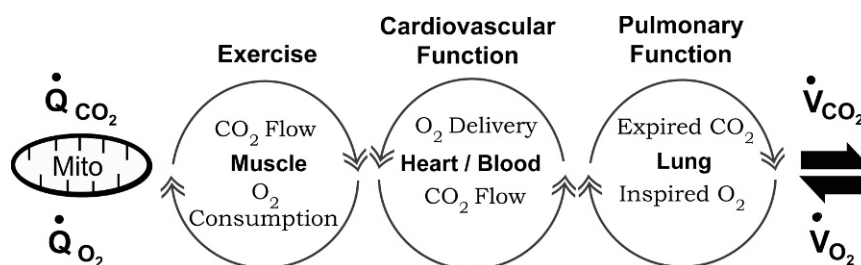 Exercise
Cardiovascular
Function
Pulmonary
Function
Q̇CO₂
Mito
Q̇O₂
CO₂ Flow
Muscle
O₂
Consumption
O₂ Delivery
Heart / Blood
CO₂ Flow
Expired CO₂
Lung
Inspired O₂
V̇CO₂
V̇O₂